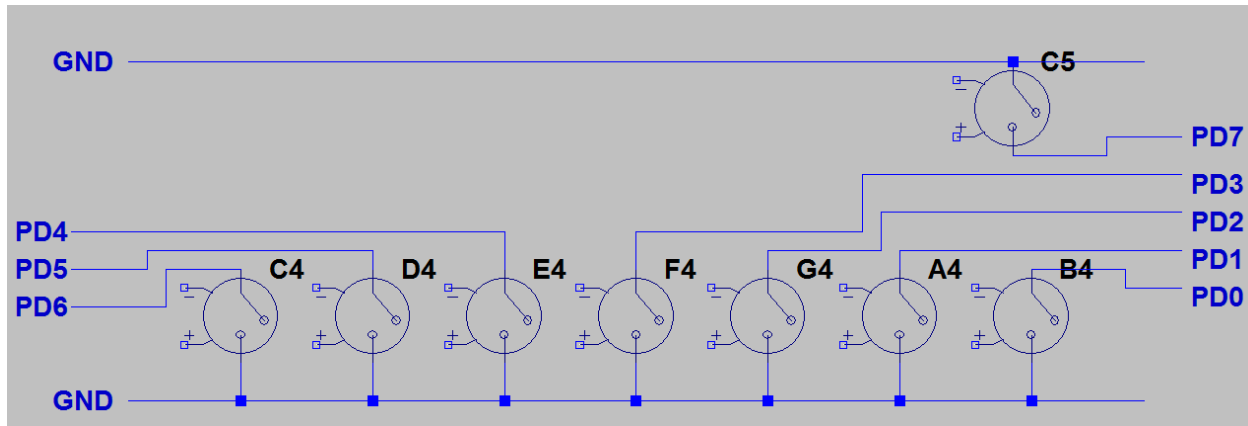 GND C5
PD7
PD3
PD4 PD2
PD5 C4 D4 E4 F4 G4 A4 B4 PD1
PD6 PD0
GND